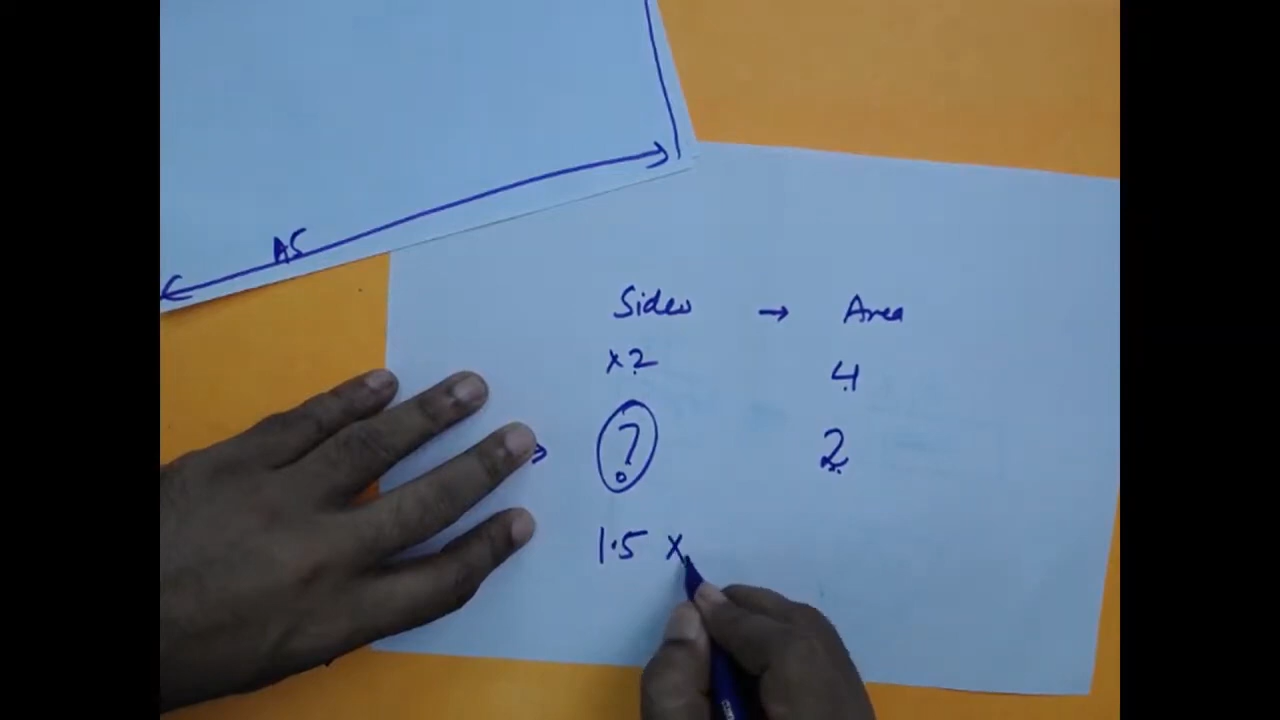 A5
Sides → Area
×2 4
→ ? 2
1.5 ×